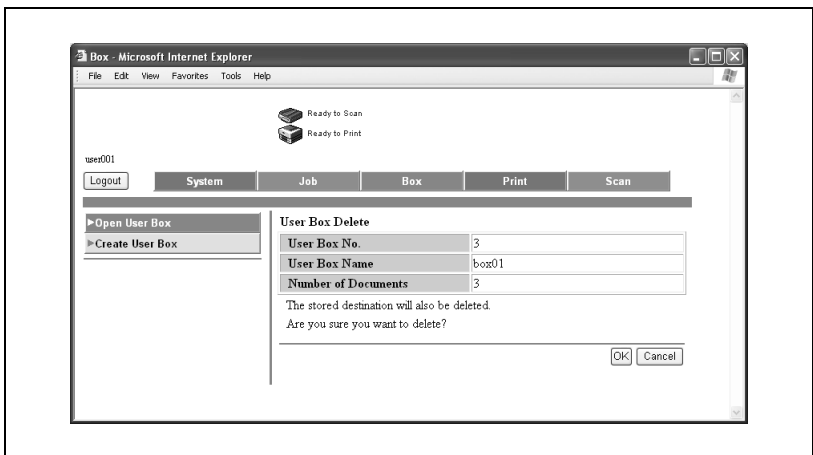 Box - Microsoft Internet Explorer
File Edit View Favorites Tools Help
Ready to Scan
Ready to Print
user001
Logout System Job Box Print Scan
Open User Box
Create User Box
User Box Delete
User Box No. 3
User Box Name box01
Number of Documents 3
The stored destination will also be deleted.
Are you sure you want to delete?
OK Cancel